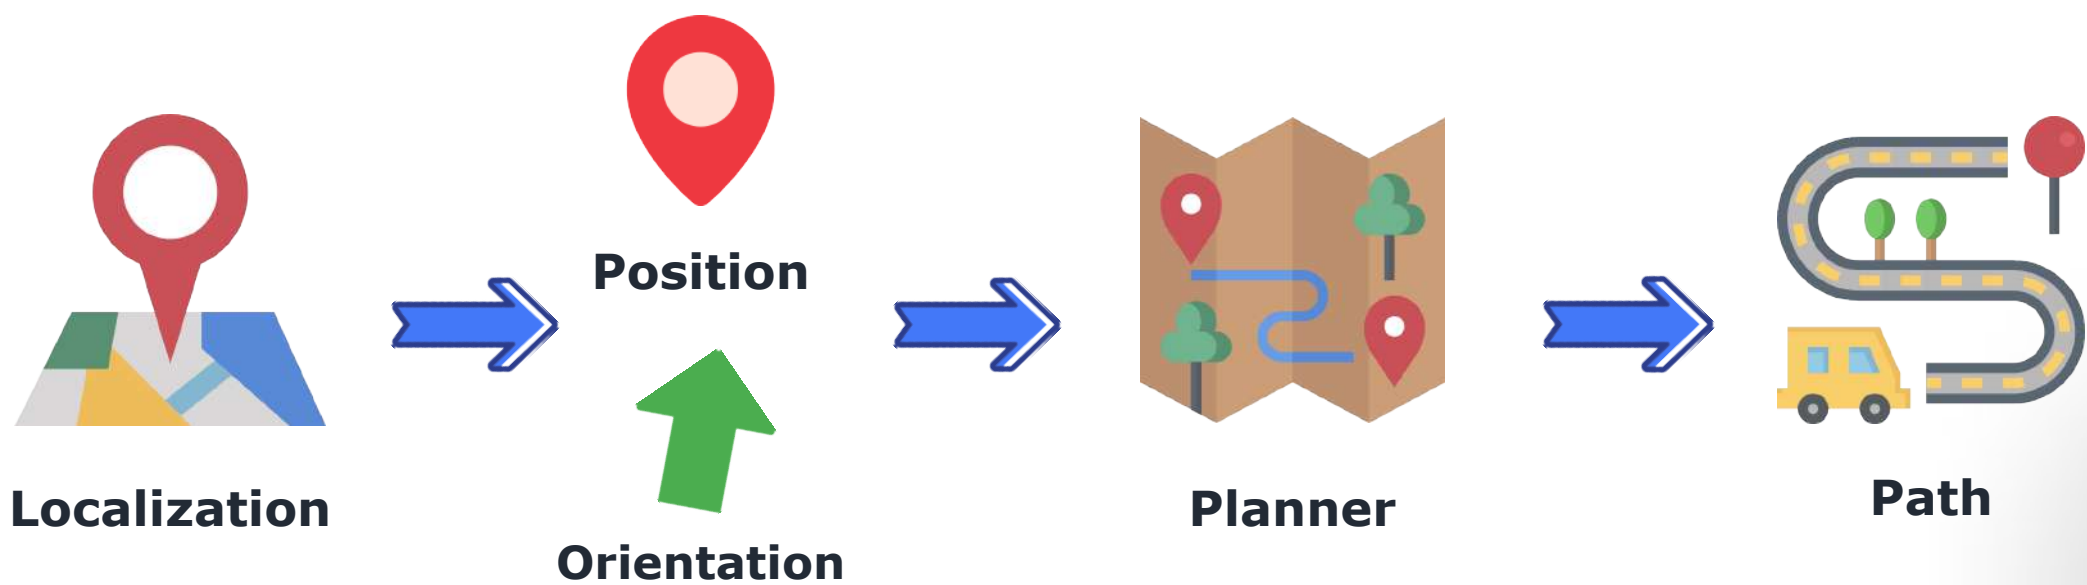 Localization
Position
Orientation
Planner
Path